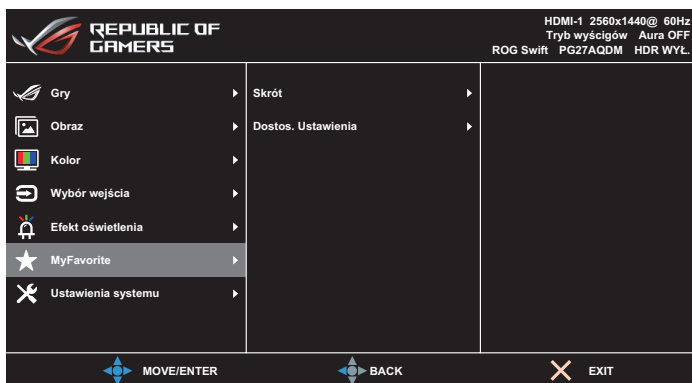 REPUBLIC OF
GAMERS
HDMI-1 2560x1440@ 60Hz
Tryb wyścigów Aura OFF
ROG Swift PG27AQDM HDR WYŁ.
Gry
Obraz
Kolor
Wybór wejścia
Efekt oświetlenia
MyFavorite
Ustawienia systemu
Skrót
Dostos. Ustawienia
MOVE/ENTER
BACK
EXIT